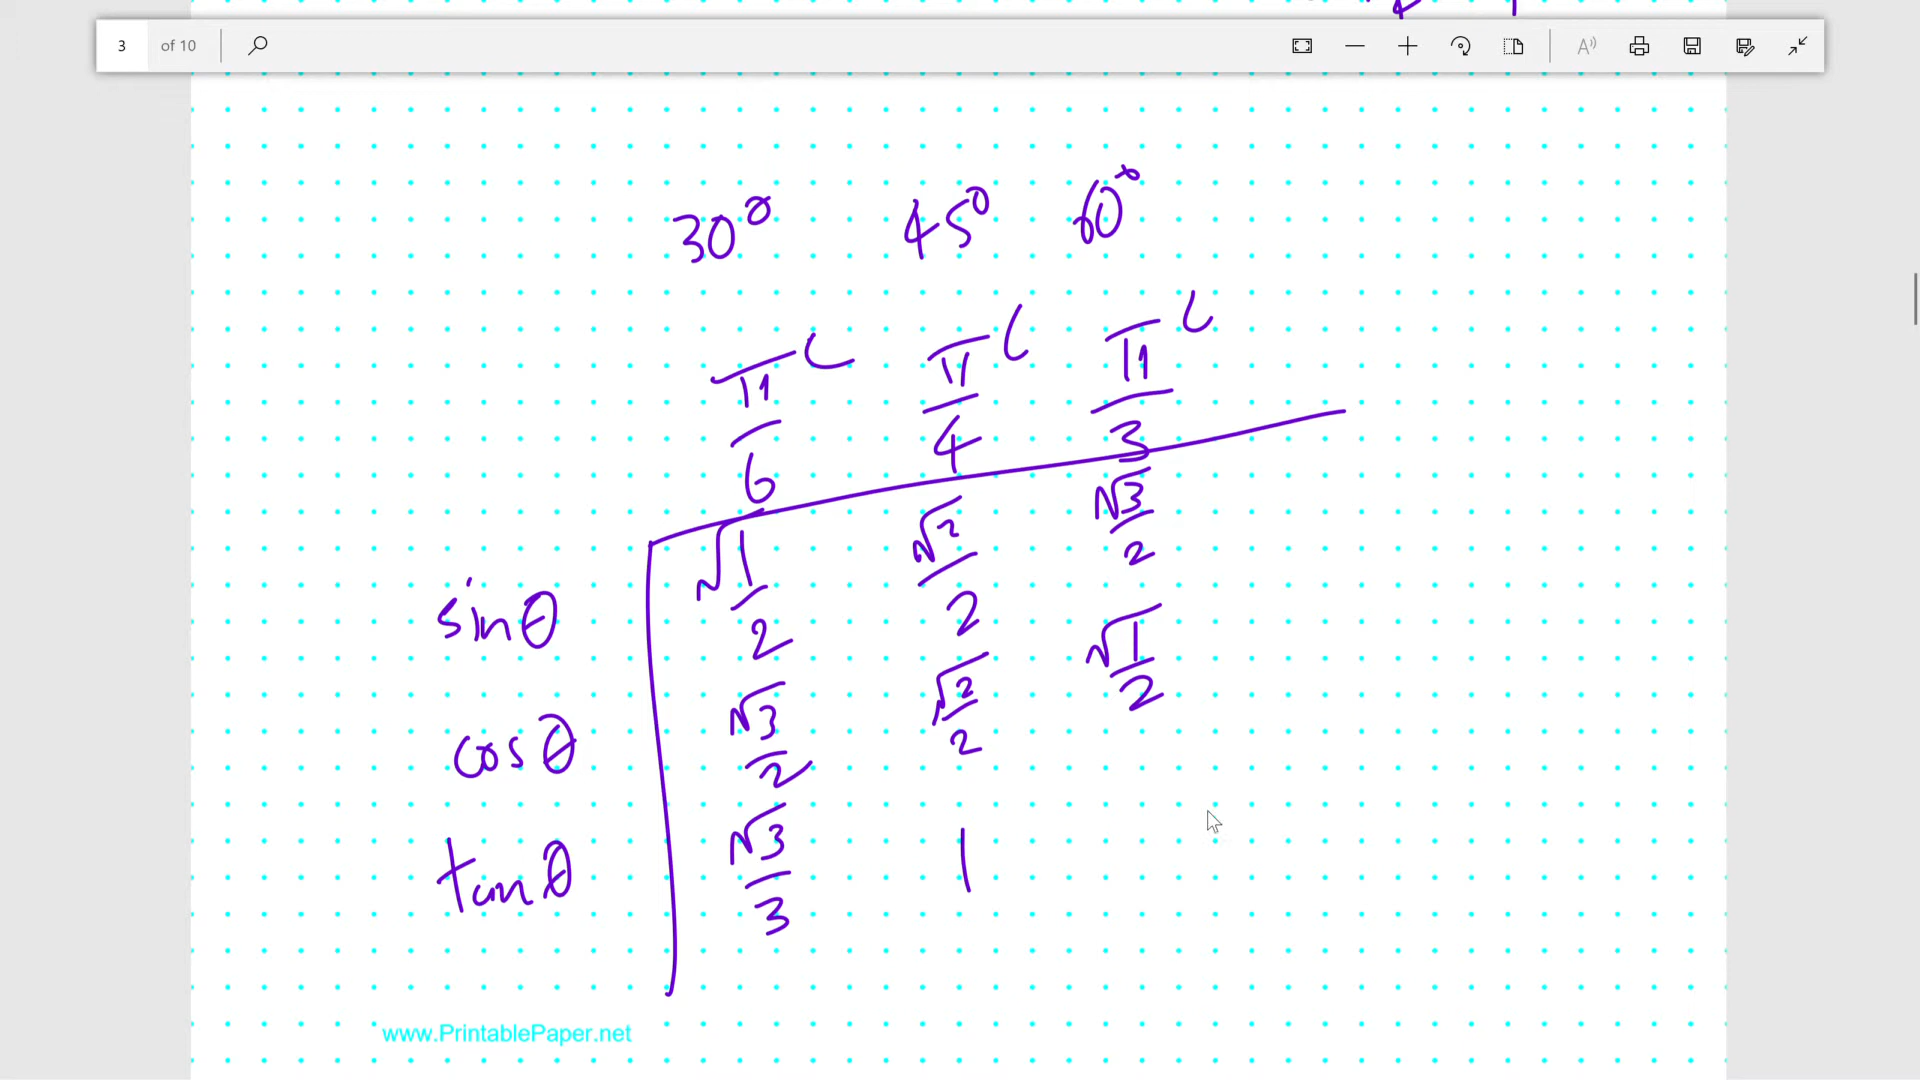 3 of 10
30° 45° 60°
π/6 ᶜ π/4 ᶜ π/3 ᶜ
sinθ √1/2 √2/2 √3/2
cosθ √3/2 √2/2 √1/2
tanθ √3/3 1
www.PrintablePaper.net